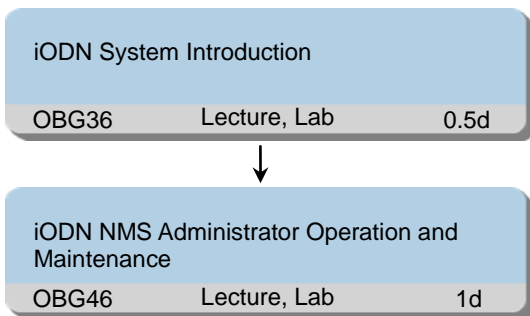 iODN System Introduction
OBG36 Lecture, Lab 0.5d
iODN NMS Administrator Operation and
Maintenance
OBG46 Lecture, Lab 1d